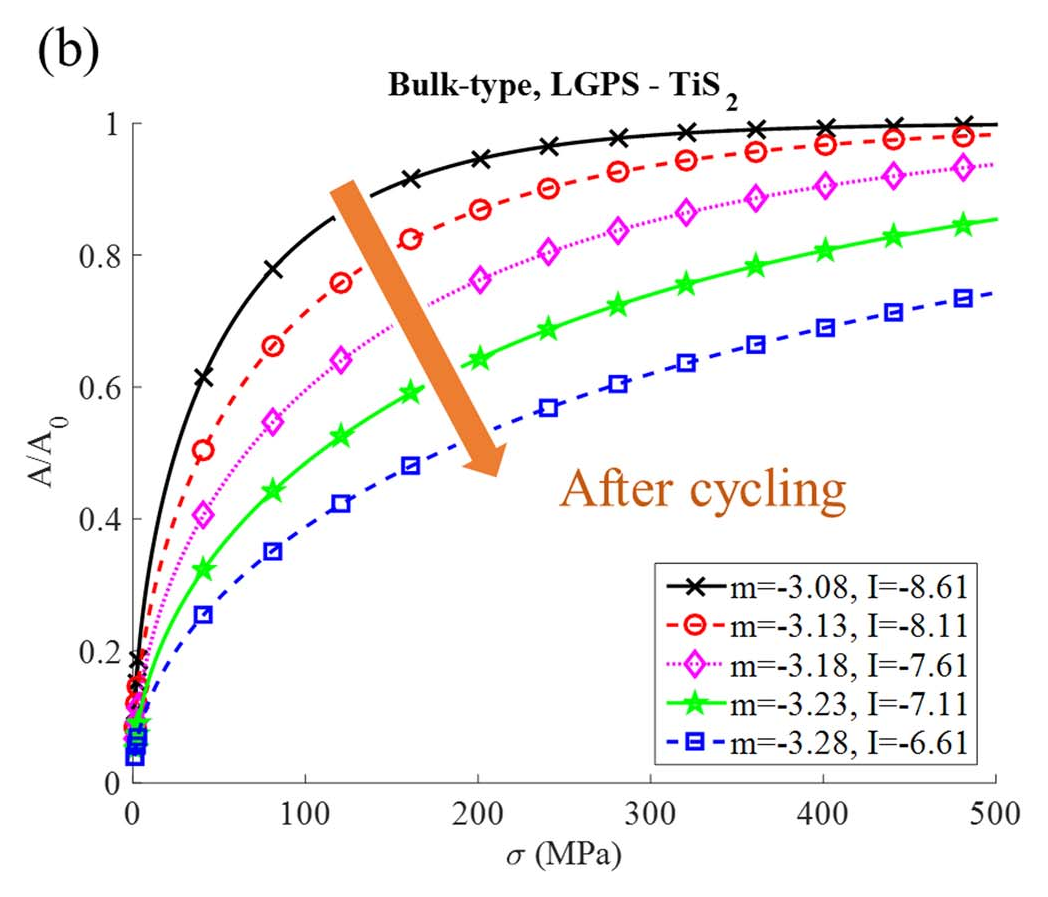 (b)
Bulk-type, LGPS - TiS2
1
0.8
0.6
0.4
0.2
0
A/A0
After cycling
m=-3.08, I=-8.61
m=-3.13, I=-8.11
m=-3.18, I=-7.61
m=-3.23, I=-7.11
m=-3.28, I=-6.61
0 100 200 300 400 500
σ (MPa)